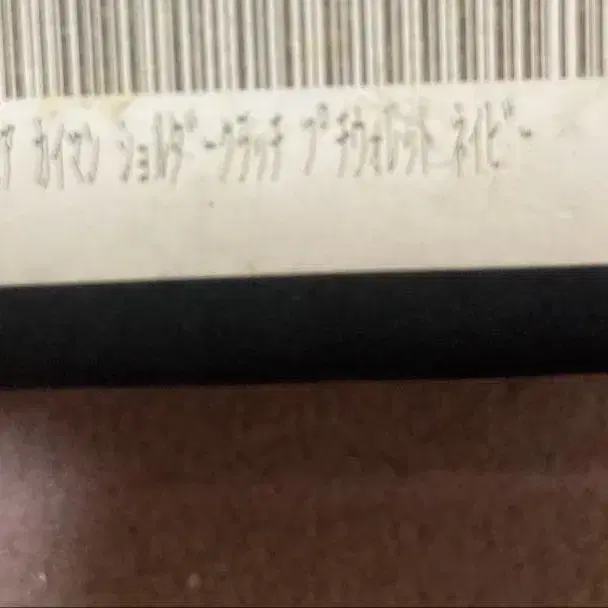 ｱ ｶｲﾏﾝ ｼｮﾙﾀﾞｰｸﾗｯﾁ ﾌﾟﾁｳｫﾚｯﾄ ﾈｲﾋﾞｰ